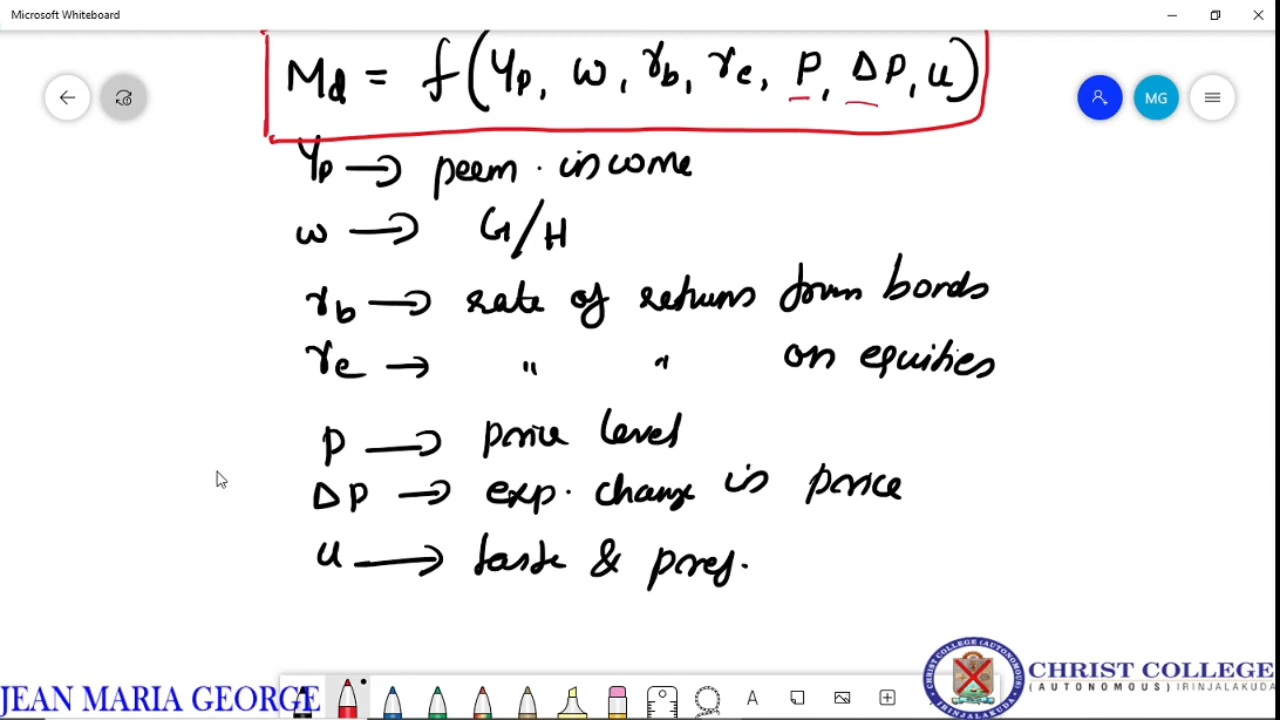 Microsoft Whiteboard
Md = f(Yp, w, rb, re, P, ΔP, u)
MG
Yp → peem. income
w → G/H
rb → rate of returns from bonds
re → " " on equities
P → price level
ΔP → exp. change in price
u → taste & pref.
A
JEAN MARIA GEORGE
CHRIST COLLEGE
(AUTONOMOUS) IRINJALAKUDA